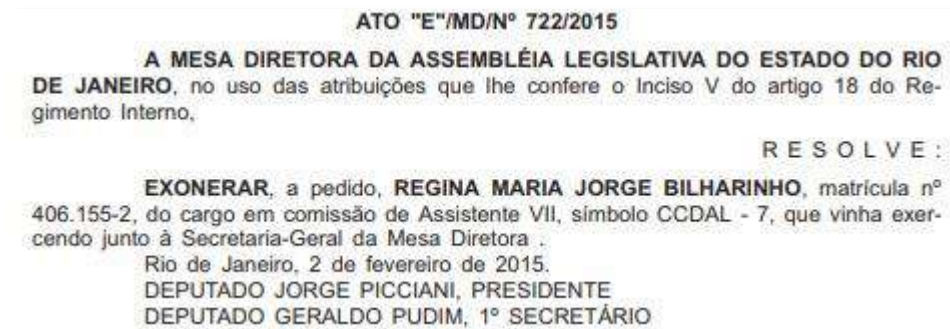 ATO "E"/MD/Nº 722/2015
A MESA DIRETORA DA ASSEMBLÉIA LEGISLATIVA DO ESTADO DO RIO
DE JANEIRO, no uso das atribuições que lhe confere o Inciso V do artigo 18 do Re-
gimento Interno,
R E S O L V E :
EXONERAR, a pedido, REGINA MARIA JORGE BILHARINHO, matrícula nº
406.155-2, do cargo em comissão de Assistente VII, símbolo CCDAL - 7, que vinha exer-
cendo junto à Secretaria-Geral da Mesa Diretora .
Rio de Janeiro, 2 de fevereiro de 2015.
DEPUTADO JORGE PICCIANI, PRESIDENTE
DEPUTADO GERALDO PUDIM, 1º SECRETÁRIO